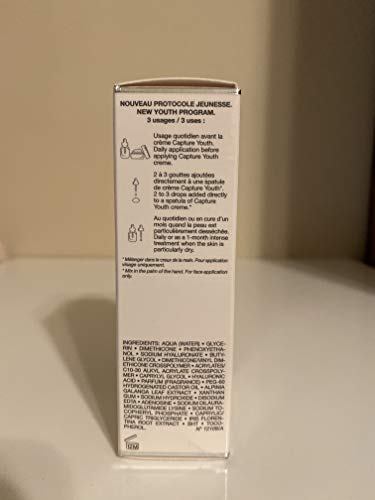 NOUVEAU PROTOCOLE JEUNESSE.
NEW YOUTH PROGRAM.
3 usages / 3 uses :
Usage quotidien avant la
crème Capture Youth.
Daily application before
applying Capture Youth
creme.
2 à 3 gouttes ajoutées
directement à une spatule
de crème Capture Youth*.
2 to 3 drops added directly
to a spatula of Capture
Youth creme*.
Au quotidien ou en cure d'un
mois quand la peau est
particulièrement desséchée.
Daily or as a 1-month intense
treatment when the skin is
particularly dry.
* Mélanger dans le creux de la main. Pour application
visage uniquement.
* Mix in the palm of the hand. For face application
only.
INGREDIENTS: AQUA (WATER) • GLYCE-
RIN • DIMETHICONE • PHENOXYETHA-
NOL • SODIUM HYALURONATE • BUTY-
LENE GLYCOL • DIMETHICONE/VINYL DIM-
ETHICONE CROSSPOLYMER • ACRYLATES/
C10-30 ALKYL ACRYLATE CROSSPOLY-
MER • CAPRYLYL GLYCOL • HYALURONIC
ACID • PARFUM (FRAGRANCE) • PEG-60
HYDROGENATED CASTOR OIL • ALPINIA
GALANGA LEAF EXTRACT • XANTHAN
GUM • SODIUM HYDROXIDE • DISODIUM
EDTA • ADENOSINE • SODIUM DILAURA-
MIDOGLUTAMIDE LYSINE • SODIUM TO-
COPHERYL PHOSPHATE • CAPRYLIC/
CAPRIC TRIGLYCERIDE • IRIS FLOREN-
TINA ROOT EXTRACT • BHT • TOCO-
PHEROL.
12M